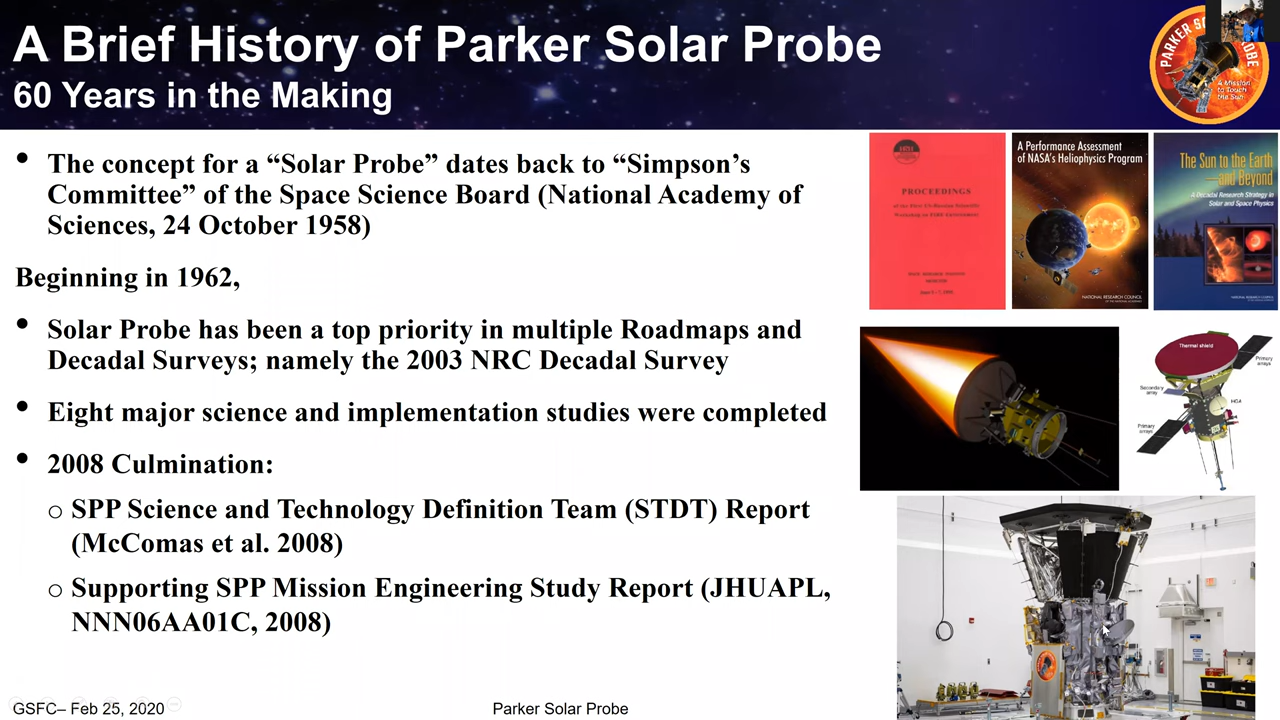 A Brief History of Parker Solar Probe
60 Years in the Making
PARKER SOLAR PROBE
A Mission
to Touch
the Sun
• The concept for a “Solar Probe” dates back to “Simpson’s
Committee” of the Space Science Board (National Academy of
Sciences, 24 October 1958)
Beginning in 1962,
• Solar Probe has been a top priority in multiple Roadmaps and
Decadal Surveys; namely the 2003 NRC Decadal Survey
• Eight major science and implementation studies were completed
• 2008 Culmination:
o SPP Science and Technology Definition Team (STDT) Report
(McComas et al. 2008)
o Supporting SPP Mission Engineering Study Report (JHUAPL,
NNN06AA01C, 2008)
PROCEEDINGS
A Performance Assessment
of NASA's Heliophysics Program
NATIONAL RESEARCH COUNCIL
The Sun to the Earth
—and Beyond
A Decadal Research Strategy in
Solar and Space Physics
Thermal shield
Primary
arrays
Secondary
array
HGA
Primary
arrays
GSFC– Feb 25, 2020
Parker Solar Probe